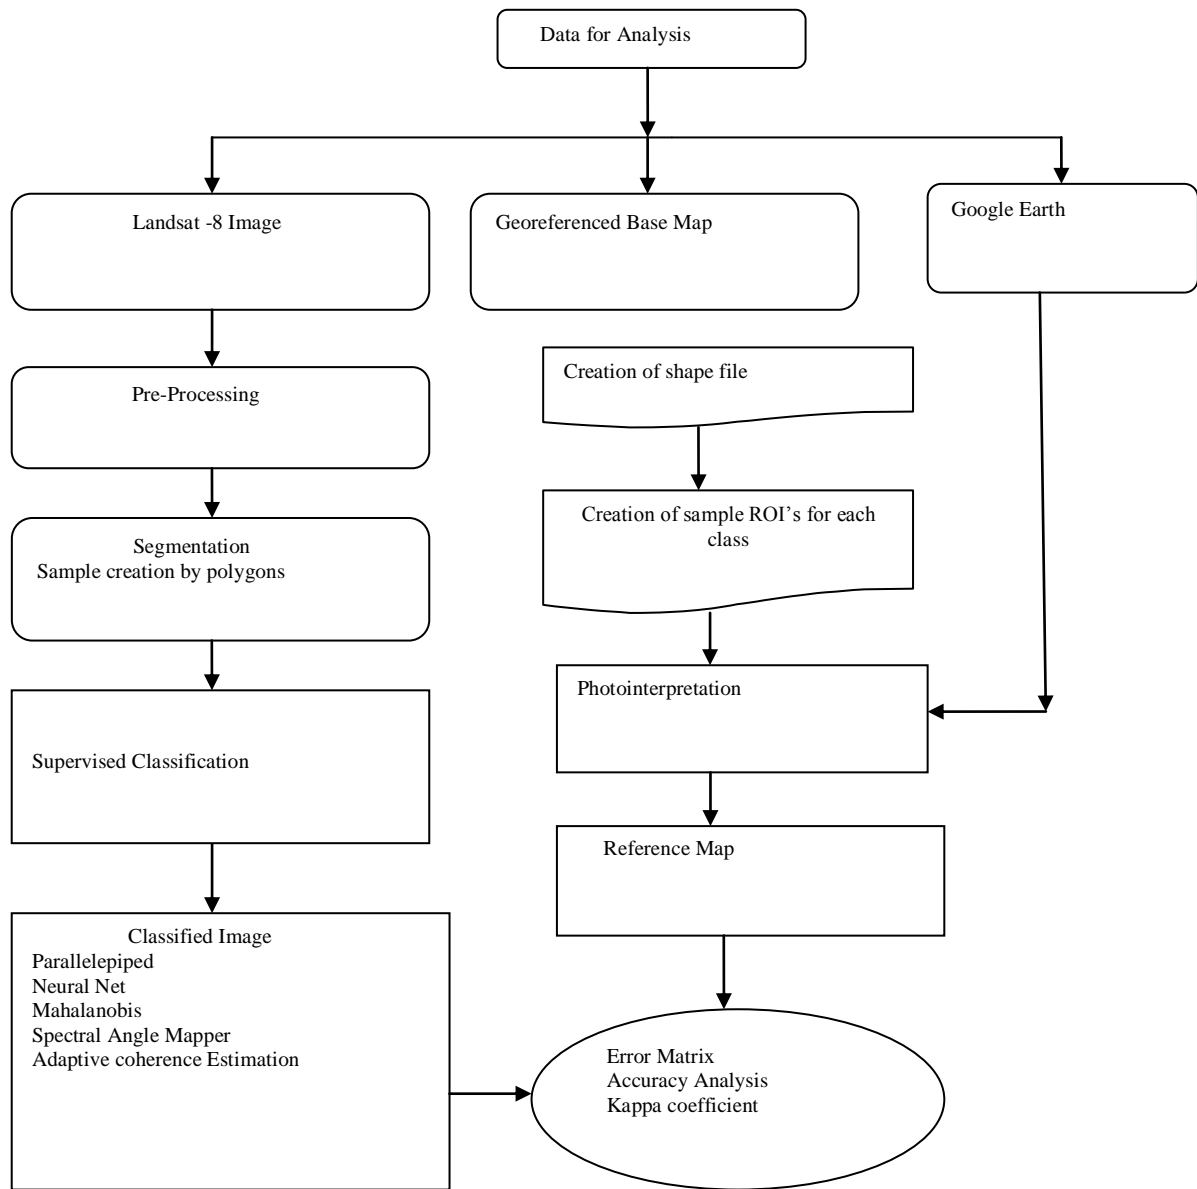 Data for Analysis
Landsat -8 Image
Georeferenced Base Map
Google Earth
Pre-Processing
Creation of shape file
Segmentation
Sample creation by polygons
Creation of sample ROI’s for each
class
Supervised Classification
Photointerpretation
Reference Map
Classified Image
Parallelepiped
Neural Net
Mahalanobis
Spectral Angle Mapper
Adaptive coherence Estimation
Error Matrix
Accuracy Analysis
Kappa coefficient